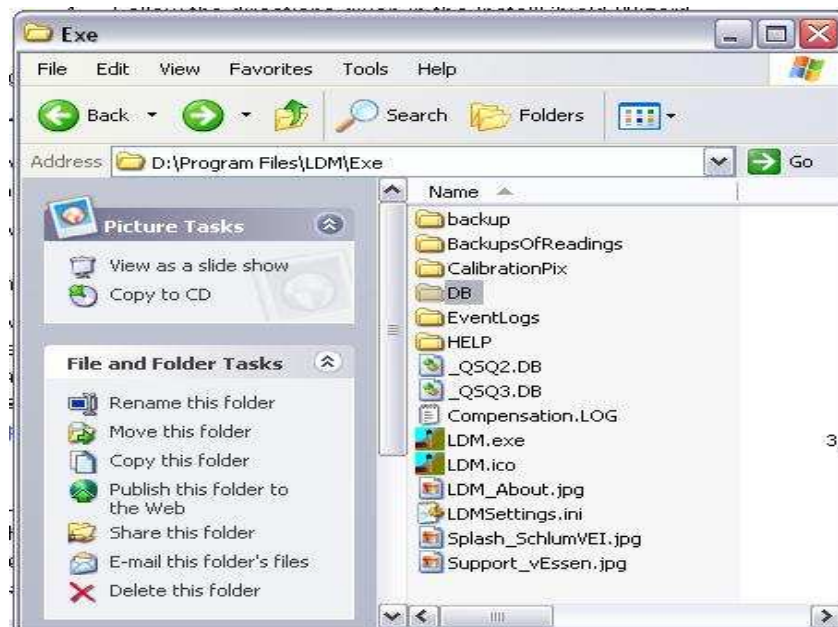 Exe
File Edit View Favorites Tools Help
Back Search Folders
Address D:\Program Files\LDM\Exe Go
Picture Tasks
View as a slide show
Copy to CD
File and Folder Tasks
Rename this folder
Move this folder
Copy this folder
Publish this folder to
the Web
Share this folder
E-mail this folder's files
Delete this folder
Name
backup
BackupsOfReadings
CalibrationPix
DB
EventLogs
HELP
_QSQ2.DB
_QSQ3.DB
Compensation.LOG
LDM.exe
3
LDM.ico
LDM_About.jpg
LDMSettings.ini
Splash_SchlumVEI.jpg
Support_vEssen.jpg